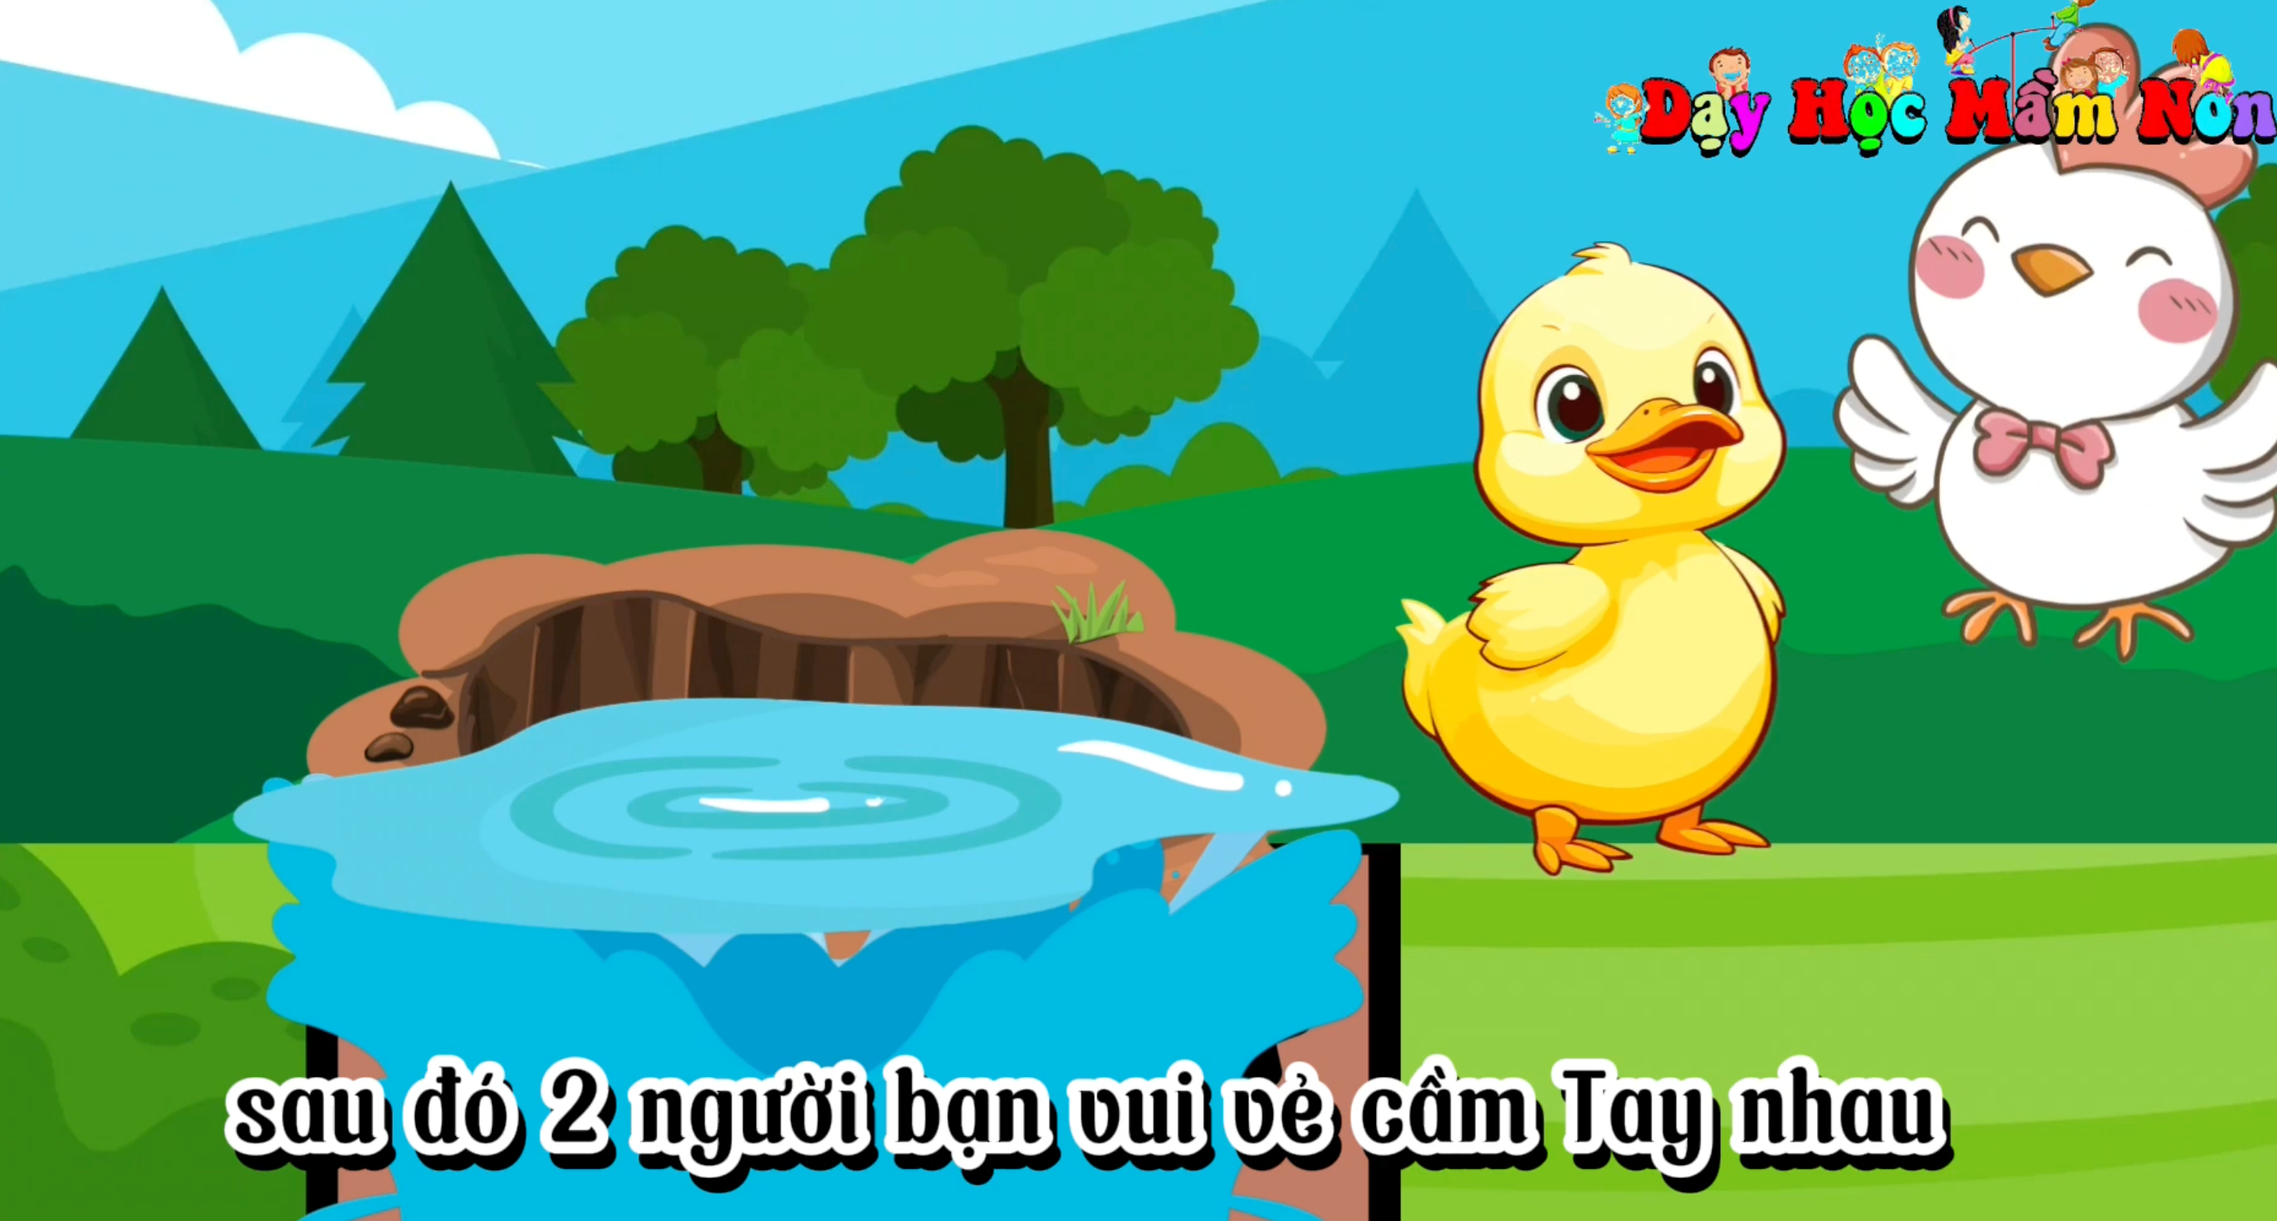 Dạy Học Mầm Non
sau đó 2 người bạn vui vẻ cầm Tay nhau